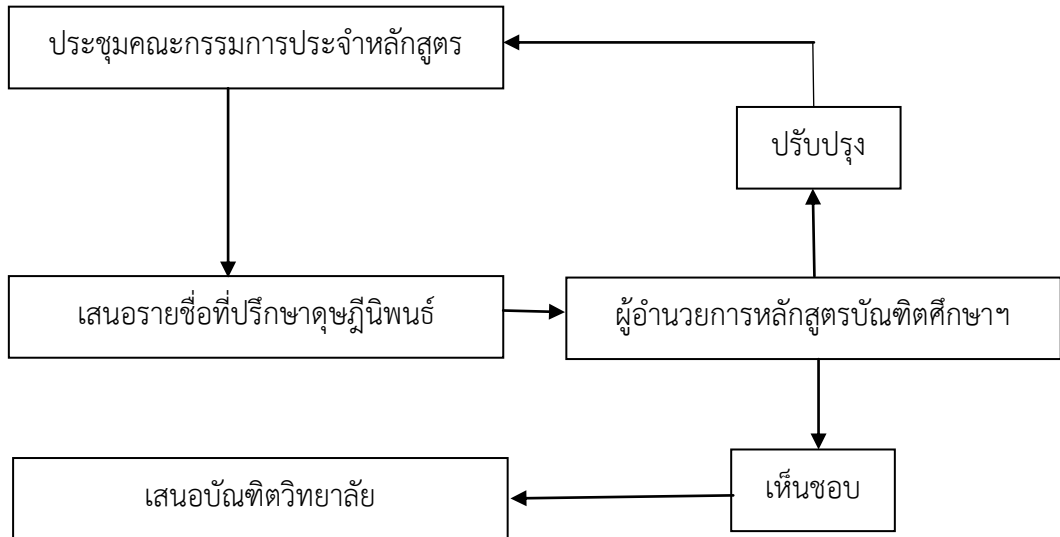 ประชุมคณะกรรมการประจำหลักสูตร
ปรับปรุง
เสนอรายชื่อที่ปรึกษาดุษฎีนิพนธ์
ผู้อำนวยการหลักสูตรบัณฑิตศึกษาฯ
เห็นชอบ
เสนอบัณฑิตวิทยาลัย